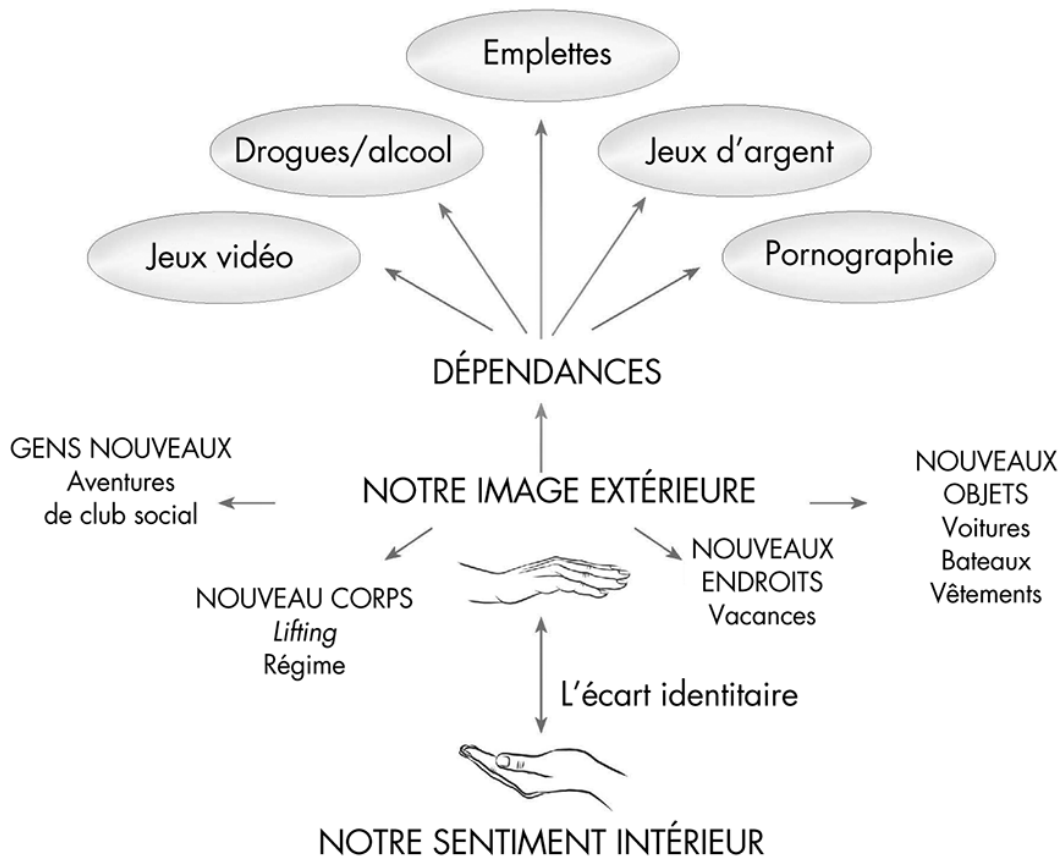 Emplettes
Drogues/alcool
Jeux d'argent
Jeux vidéo
Pornographie
DÉPENDANCES
GENS NOUVEAUX
Aventures
de club social
NOTRE IMAGE EXTÉRIEURE
NOUVEAUX
OBJETS
Voitures
Bateaux
Vêtements
NOUVEAU CORPS
Lifting
Régime
NOUVEAUX
ENDROITS
Vacances
L'écart identitaire
NOTRE SENTIMENT INTÉRIEUR